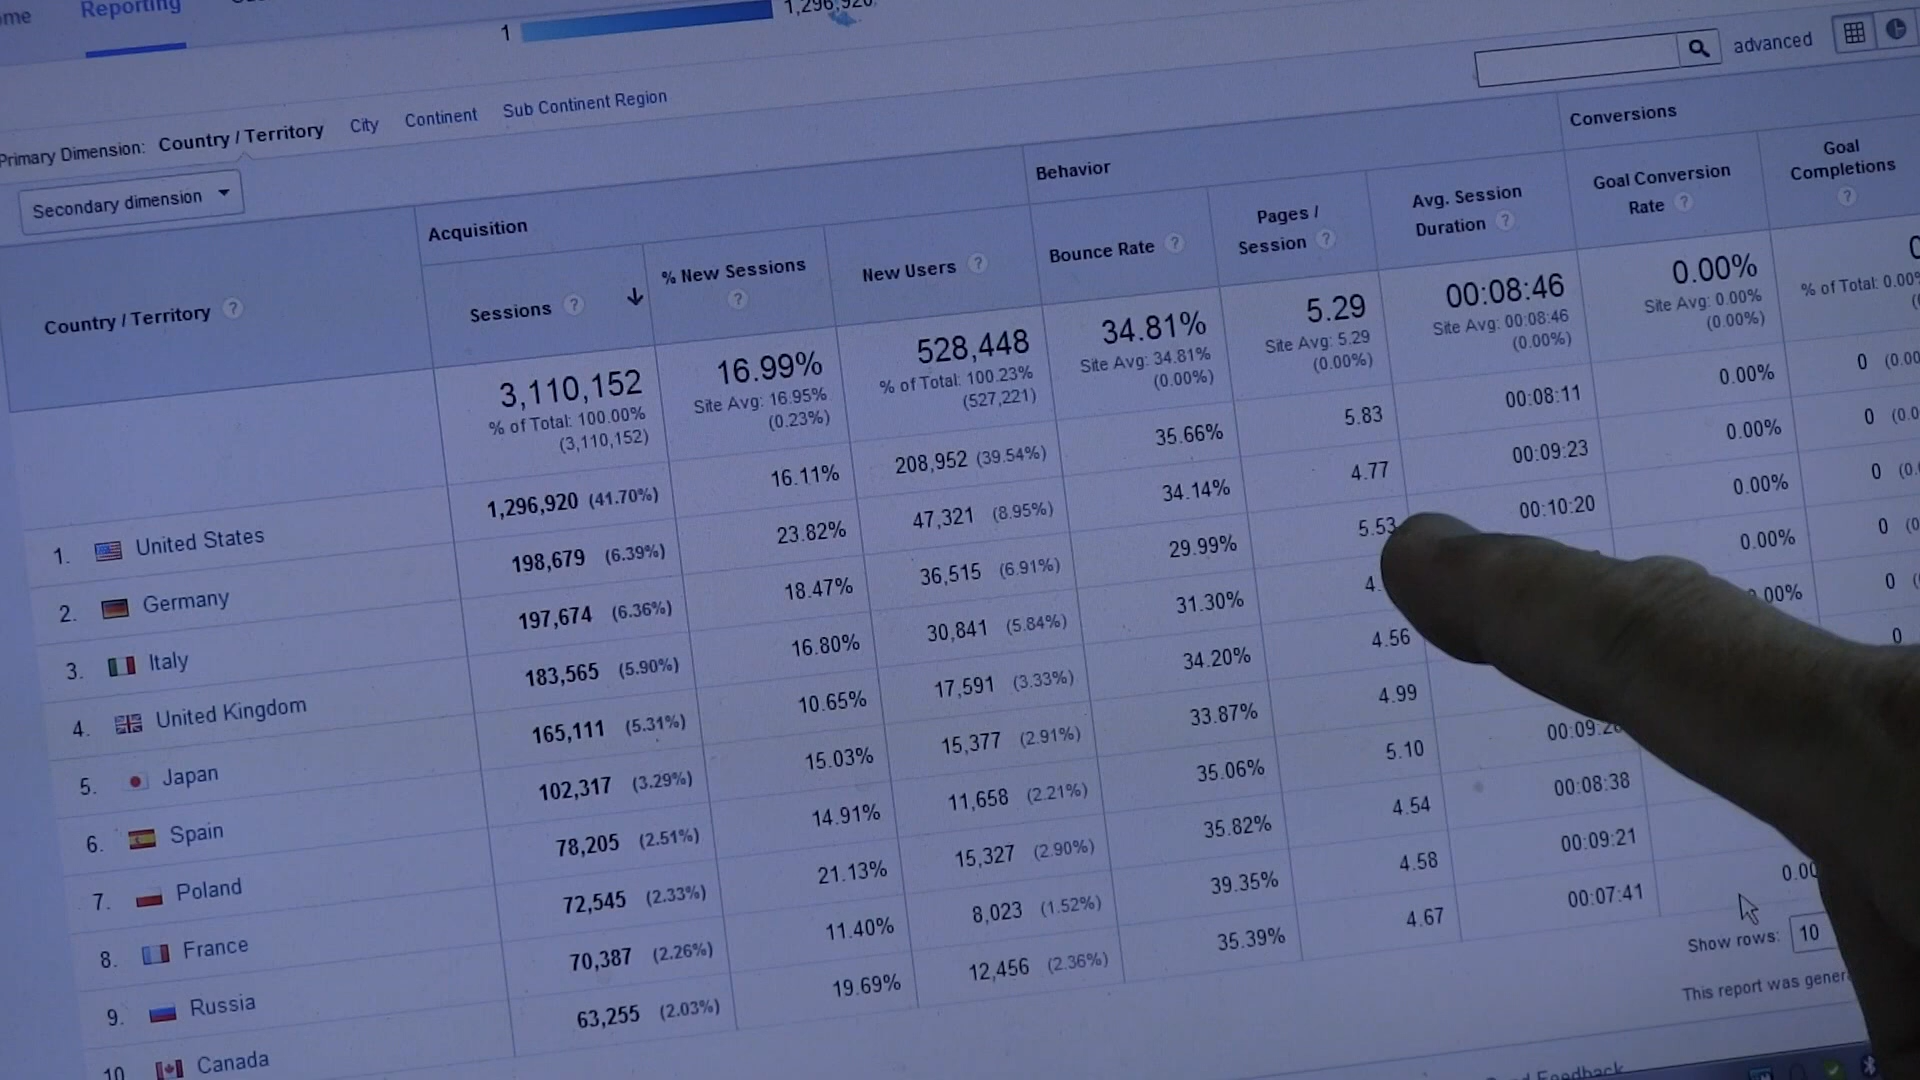 Reporting
1 1,296,920
Primary Dimension: Country / Territory City Continent Sub Continent Region
Secondary dimension
advanced
Acquisition Behavior Conversions
Country / Territory ? Sessions ? % New Sessions ? New Users ? Bounce Rate ? Pages / Session ? Avg. Session Duration ? Goal Conversion Rate ? Goal Completions ?
3,110,152 16.99% 528,448 34.81% 5.29 00:08:46 0.00%
% of Total: 100.00% (3,110,152) Site Avg: 16.95% (0.23%) % of Total: 100.23% (527,221) Site Avg: 34.81% (0.00%) Site Avg: 5.29 (0.00%) Site Avg: 00:08:46 (0.00%) Site Avg: 0.00% (0.00%) % of Total: 0.00%
1. United States 1,296,920 (41.70%) 16.11% 208,952 (39.54%) 35.66% 5.83 00:08:11 0.00% 0
2. Germany 198,679 (6.39%) 23.82% 47,321 (8.95%) 34.14% 4.77 00:09:23 0.00% 0
3. Italy 197,674 (6.36%) 18.47% 36,515 (6.91%) 29.99% 5.53 00:10:20 0.00% 0
4. United Kingdom 183,565 (5.90%) 16.80% 30,841 (5.84%) 31.30% 0.00% 0
5. Japan 165,111 (5.31%) 10.65% 17,591 (3.33%) 34.20% 4.56 0
6. Spain 102,317 (3.29%) 15.03% 15,377 (2.91%) 33.87% 4.99 0
7. Poland 78,205 (2.51%) 14.91% 11,658 (2.21%) 35.06% 5.10
8. France 72,545 (2.33%) 21.13% 15,327 (2.90%) 35.82% 4.54 00:08:38
9. Russia 70,387 (2.26%) 11.40% 8,023 (1.52%) 39.35% 4.58 00:09:21
10. Canada 63,255 (2.03%) 19.69% 12,456 (2.36%) 35.39% 4.67 00:07:41
Show rows: 10
This report was
Feedback